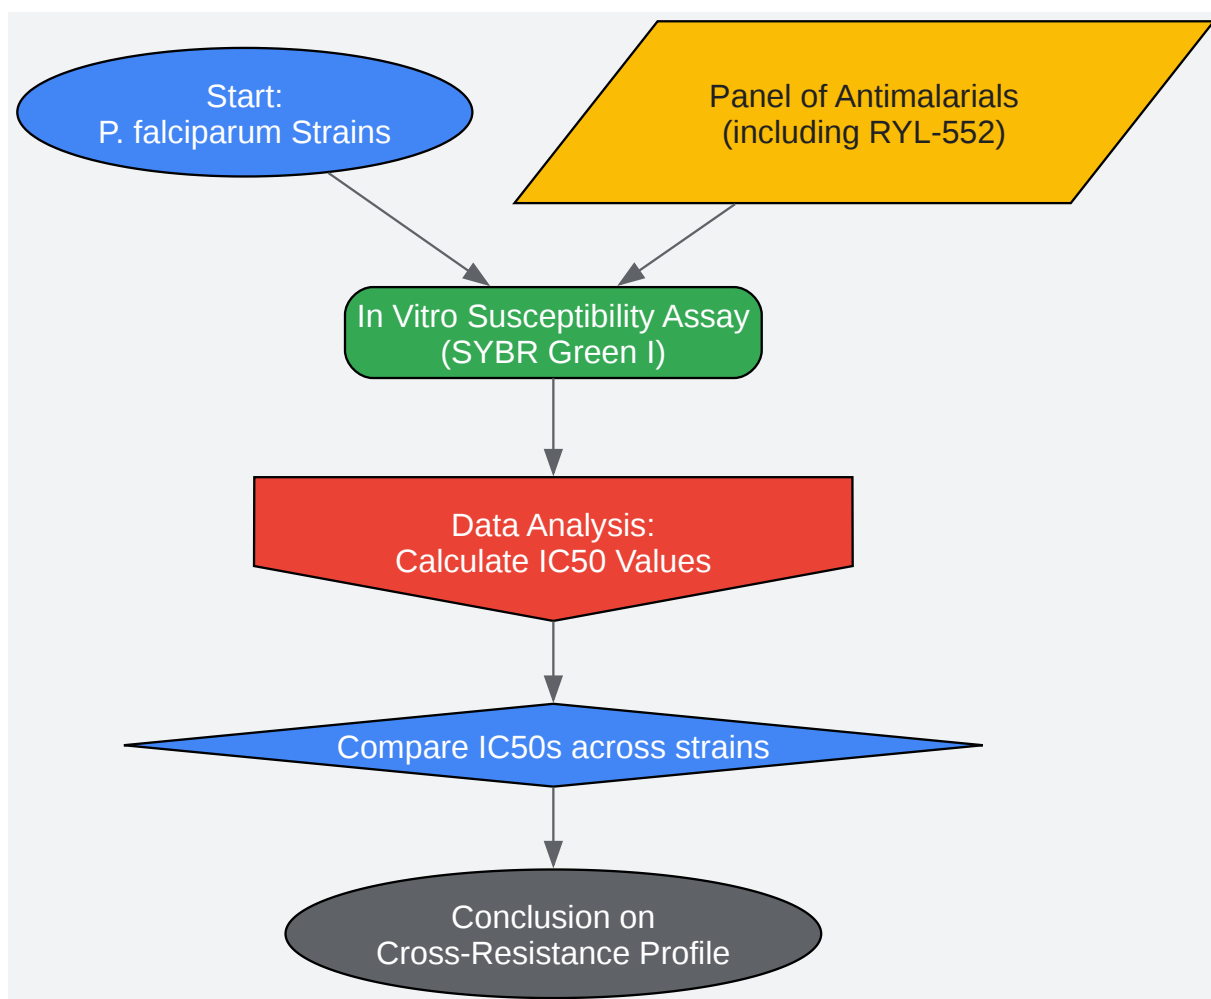 Start:
P. falciparum Strains
Panel of Antimalarials
(including RYL-552)
In Vitro Susceptibility Assay
(SYBR Green I)
Data Analysis:
Calculate IC50 Values
Compare IC50s across strains
Conclusion on
Cross-Resistance Profile